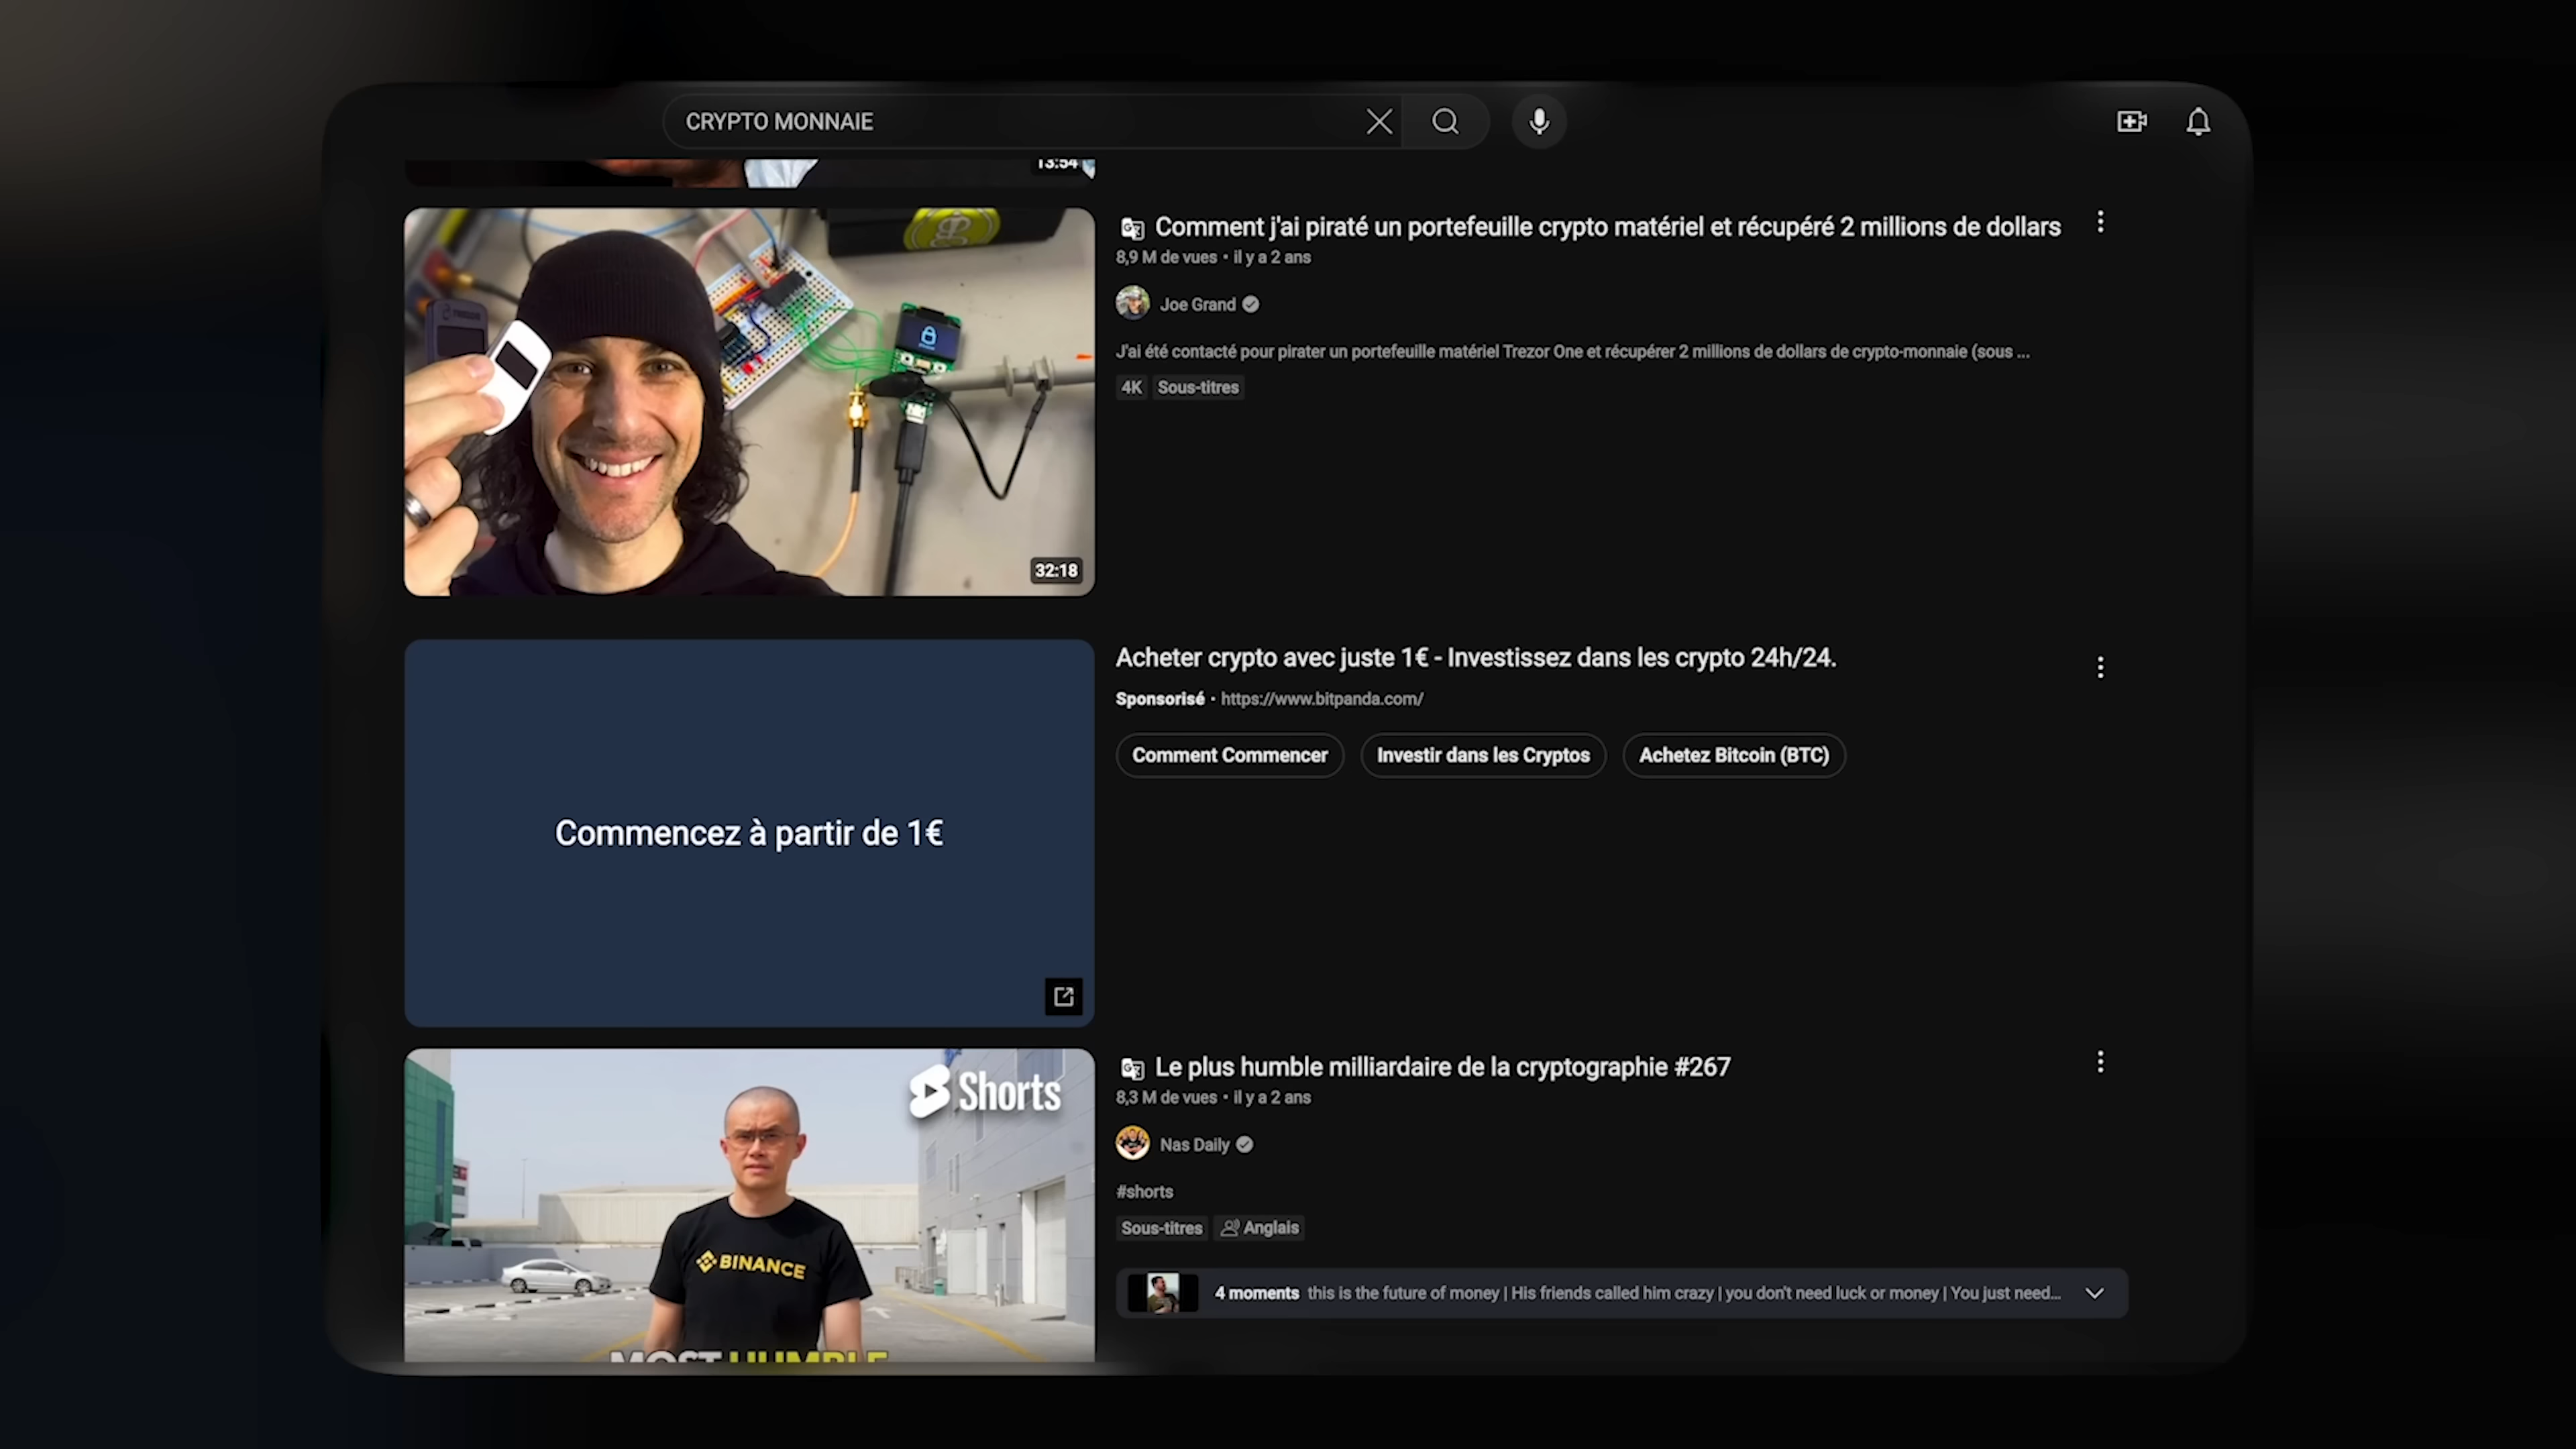 CRYPTO MONNAIE
13:54
Comment j'ai piraté un portefeuille crypto matériel et récupéré 2 millions de dollars
8,9 M de vues • il y a 2 ans
Joe Grand
J'ai été contacté pour pirater un portefeuille matériel Trezor One et récupérer 2 millions de dollars de crypto-monnaie (sous ...
4K Sous-titres
32:18
Acheter crypto avec juste 1€ - Investissez dans les crypto 24h/24.
Sponsorisé · https://www.bitpanda.com/
Comment Commencer Investir dans les Cryptos Achetez Bitcoin (BTC)
Commencez à partir de 1€
Shorts
BINANCE
MOST HUMBLE
Le plus humble milliardaire de la cryptographie #267
8,3 M de vues • il y a 2 ans
Nas Daily
#shorts
Sous-titres Anglais
4 moments this is the future of money | His friends called him crazy | you don't need luck or money | You just need...